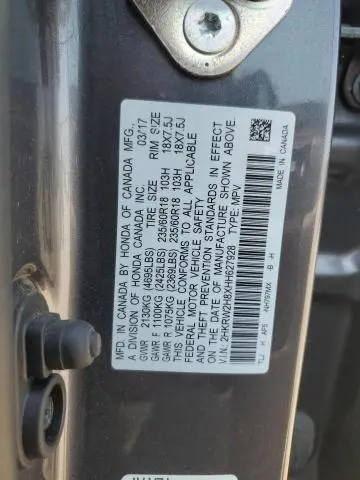 MFD. IN CANADA BY HONDA OF CANADA MFG.,
A DIVISION OF HONDA CANADA INC. 03/17
GVWR 2130KG (4695LBS) TIRE SIZE RIM SIZE
GAWR F 1100KG (2425LBS) 235/60R18 103H 18X7.5J
GAWR R 1075KG (2369LBS) 235/60R18 103H 18X7.5J
THIS VEHICLE CONFORMS TO ALL APPLICABLE
FEDERAL MOTOR VEHICLE SAFETY
AND THEFT PREVENTION STANDARDS IN EFFECT
ON THE DATE OF MANUFACTURE SHOWN ABOVE.
V.I.N.: 2HKRW2H8XHH627928 TYPE: MPV
NH797MX B H
MADE IN CANADA